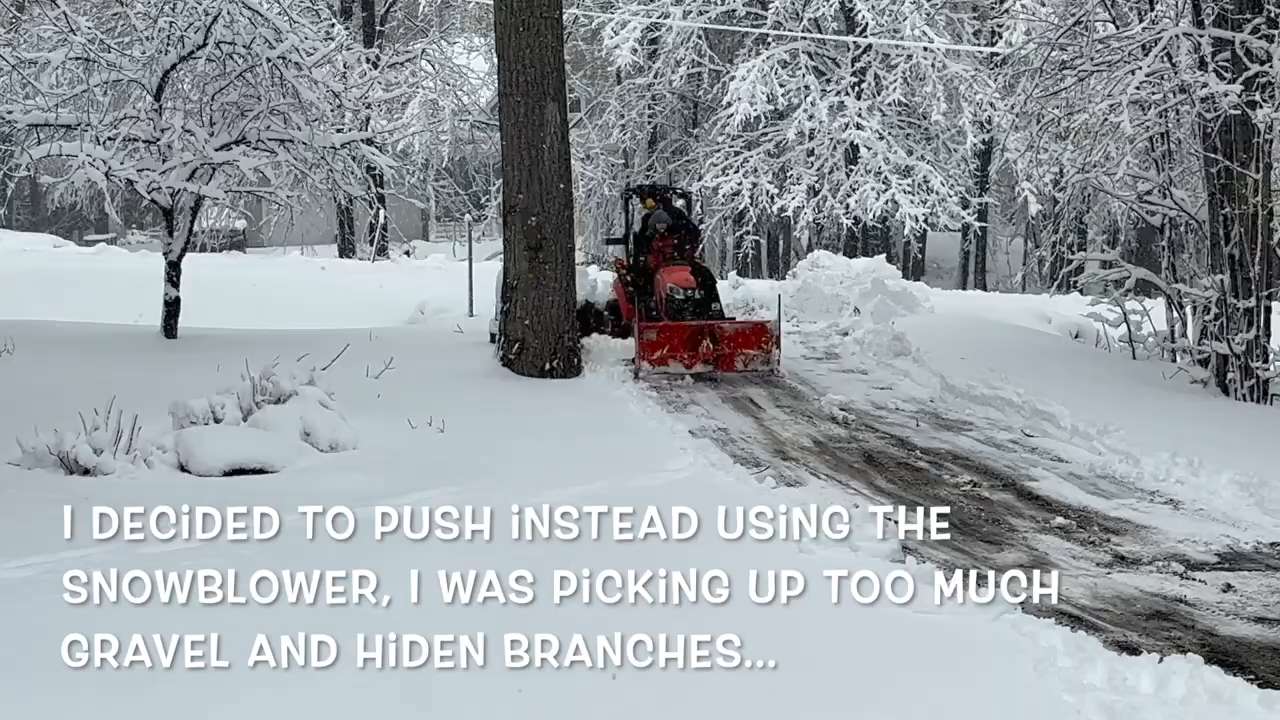 I DECIDED TO PUSH INSTEAD USING THE
SNOWBLOWER, I WAS PICKING UP TOO MUCH
GRAVEL AND HIDEN BRANCHES...